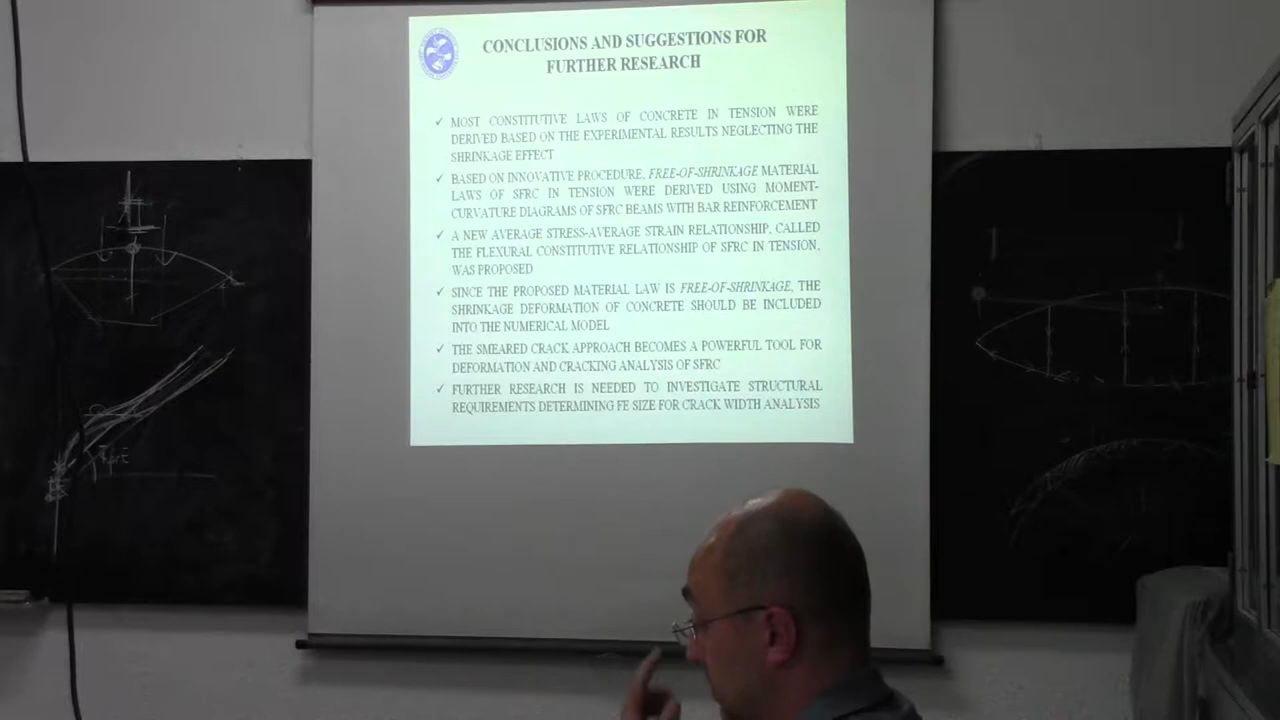 CONCLUSIONS AND SUGGESTIONS FOR
FURTHER RESEARCH
✓ MOST CONSTITUTIVE LAWS OF CONCRETE IN TENSION WERE
DERIVED BASED ON THE EXPERIMENTAL RESULTS NEGLECTING THE
SHRINKAGE EFFECT
✓ BASED ON INNOVATIVE PROCEDURE, FREE-OF-SHRINKAGE MATERIAL
LAWS OF SFRC IN TENSION WERE DERIVED USING MOMENT-
CURVATURE DIAGRAMS OF SFRC BEAMS WITH BAR REINFORCEMENT
✓ A NEW AVERAGE STRESS-AVERAGE STRAIN RELATIONSHIP, CALLED
THE FLEXURAL CONSTITUTIVE RELATIONSHIP OF SFRC IN TENSION,
WAS PROPOSED
✓ SINCE THE PROPOSED MATERIAL LAW IS FREE-OF-SHRINKAGE, THE
SHRINKAGE DEFORMATION OF CONCRETE SHOULD BE INCLUDED
INTO THE NUMERICAL MODEL
✓ THE SMEARED CRACK APPROACH BECOMES A POWERFUL TOOL FOR
DEFORMATION AND CRACKING ANALYSIS OF SFRC
✓ FURTHER RESEARCH IS NEEDED TO INVESTIGATE STRUCTURAL
REQUIREMENTS DETERMINING FE SIZE FOR CRACK WIDTH ANALYSIS